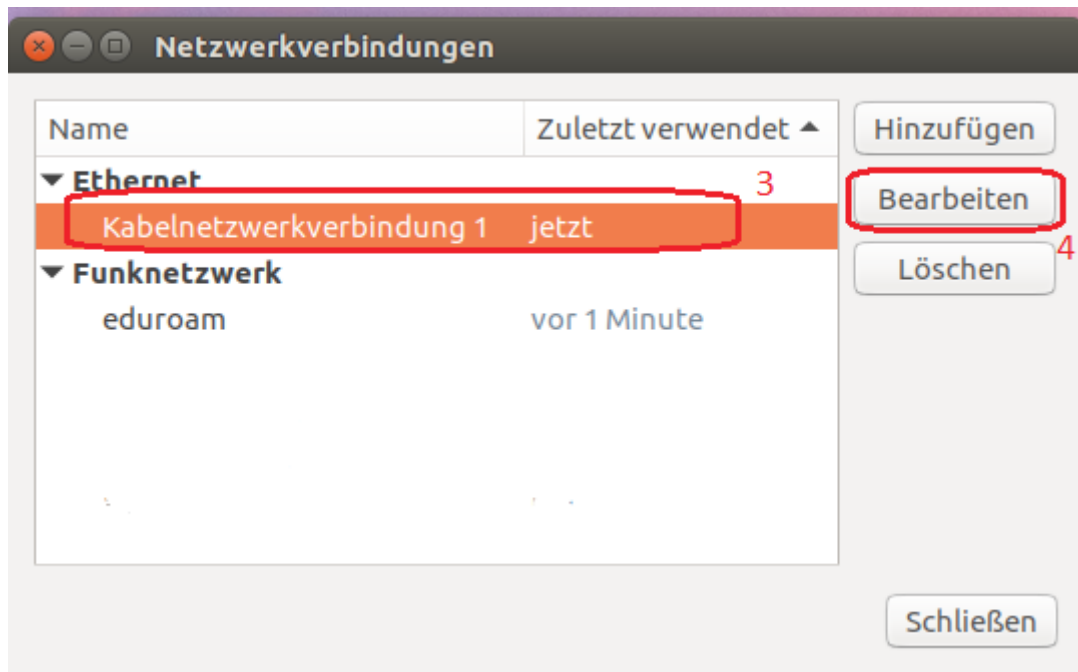 Netzwerkverbindungen
Name Zuletzt verwendet Hinzufügen
Ethernet 3
Bearbeiten
Kabelnetzwerkverbindung 1 jetzt
4
Funknetzwerk Löschen
eduroam vor 1 Minute
Schließen